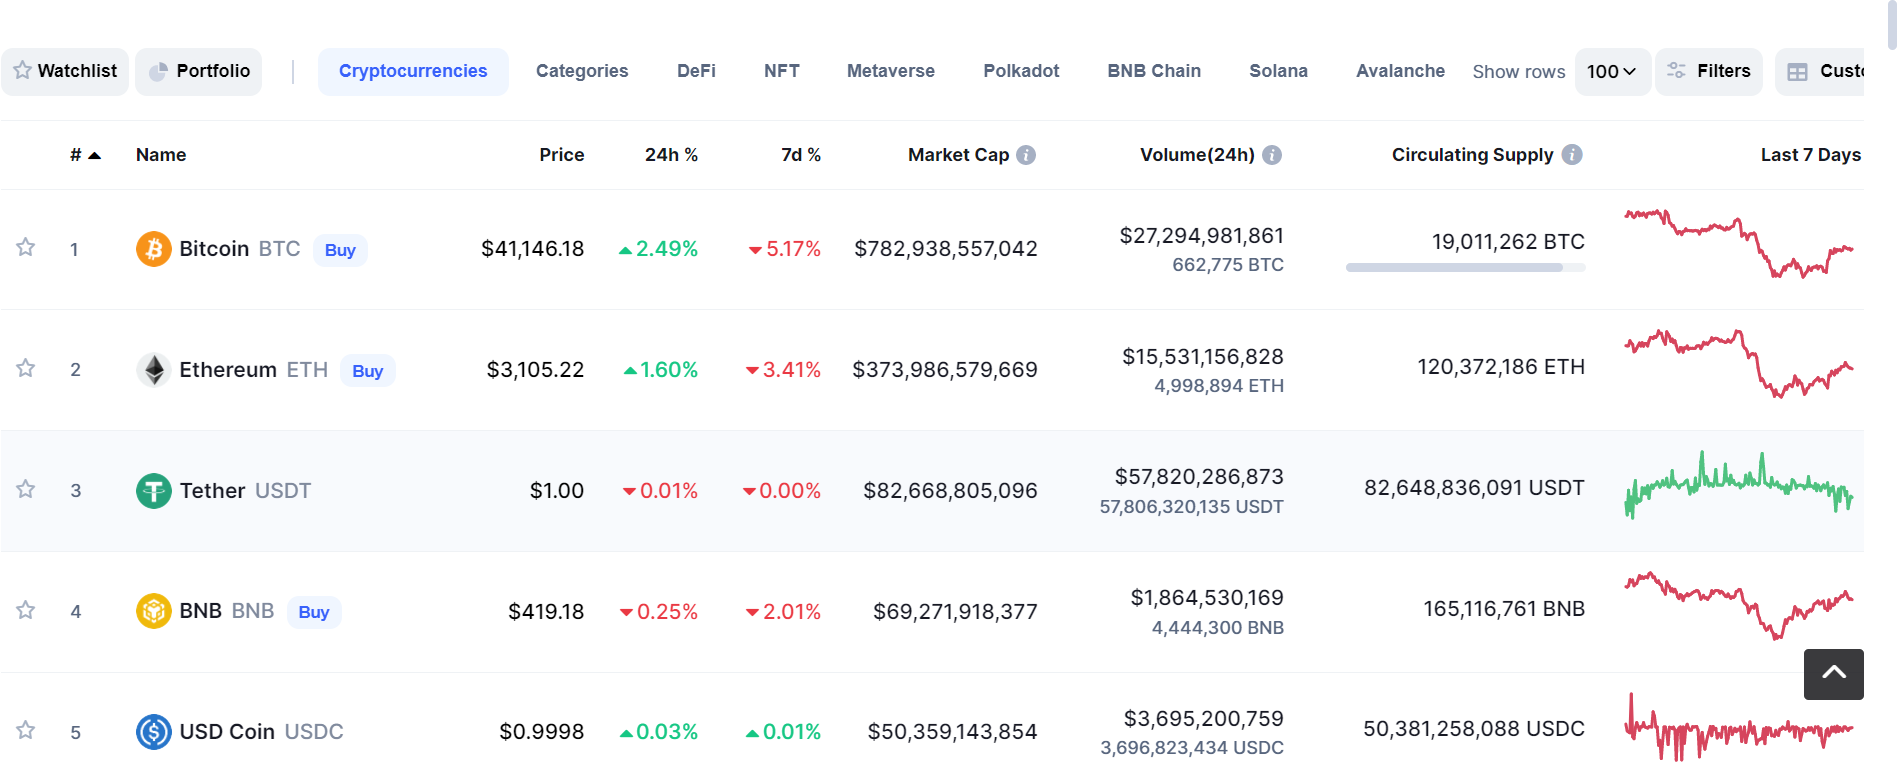 Watchlist Portfolio Cryptocurrencies Categories DeFi NFT Metaverse Polkadot BNB Chain Solana Avalanche Show rows 100 Filters Custo
# Name Price 24h % 7d % Market Cap Volume(24h) Circulating Supply Last 7 Days
1 Bitcoin BTC Buy $41,146.18 2.49% 5.17% $782,938,557,042 $27,294,981,861 19,011,262 BTC
662,775 BTC
2 Ethereum ETH Buy $3,105.22 1.60% 3.41% $373,986,579,669 $15,531,156,828 120,372,186 ETH
4,998,894 ETH
3 Tether USDT $1.00 0.01% 0.00% $82,668,805,096 $57,820,286,873 82,648,836,091 USDT
57,806,320,135 USDT
4 BNB BNB Buy $419.18 0.25% 2.01% $69,271,918,377 $1,864,530,169 165,116,761 BNB
4,444,300 BNB
5 USD Coin USDC $0.9998 0.03% 0.01% $50,359,143,854 $3,695,200,759 50,381,258,088 USDC
3,696,823,434 USDC